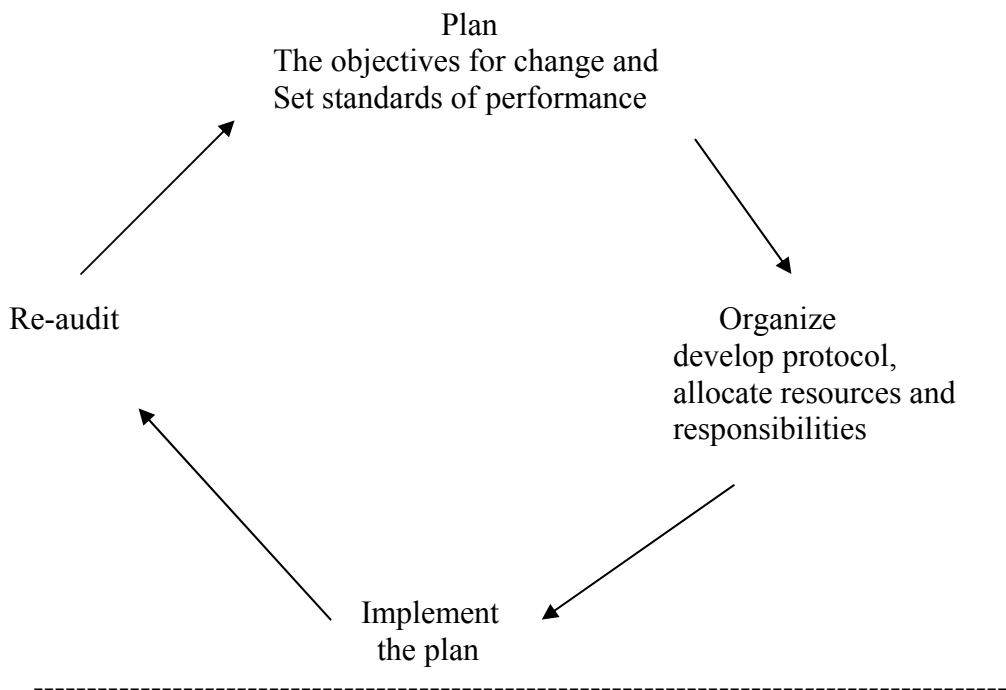 Plan
The objectives for change and
Set standards of performance
Re-audit
Organize
develop protocol,
allocate resources and
responsibilities
Implement
the plan